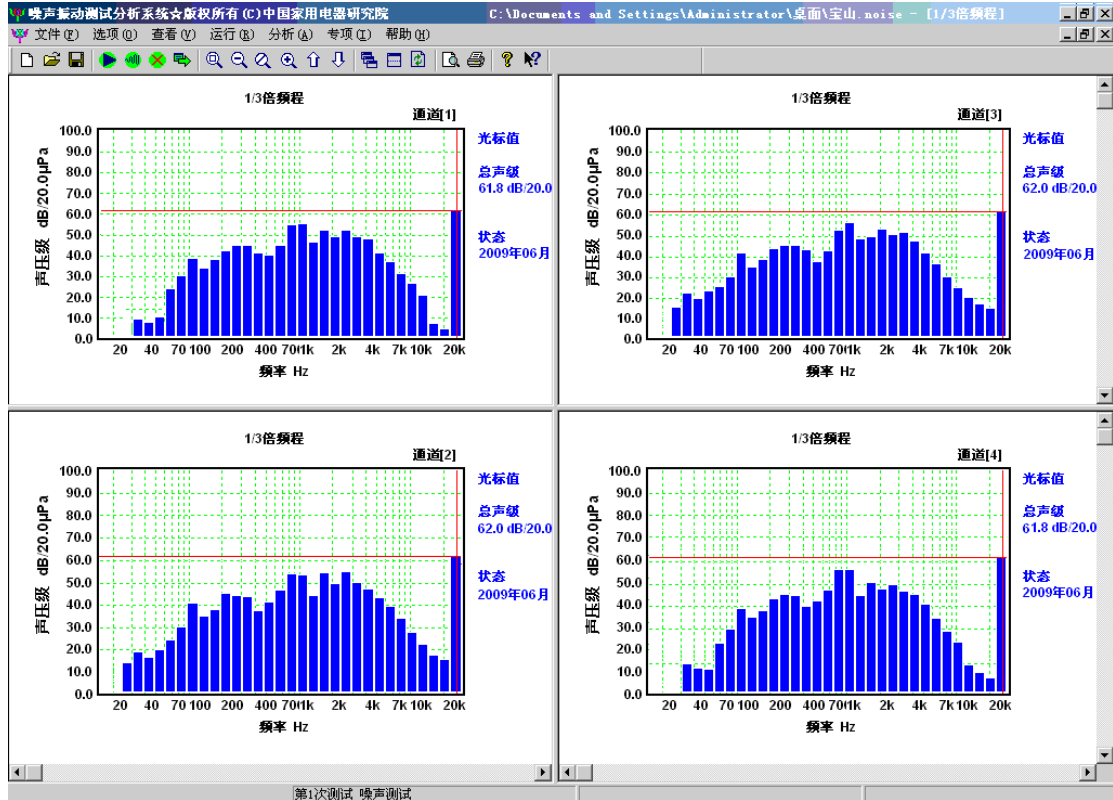 噪声振动测试分析系统☆版权所有(C)中国家用电器研究院 C:\Documents and Settings\Administrator\桌面\宝山.noise - [1/3倍频程]
文件(F) 选项(O) 查看(V) 运行(R) 分析(A) 专项(I) 帮助(H)
1/3倍频程
通道[1]
100.0
90.0
80.0
70.0
60.0
50.0
40.0
30.0
20.0
10.0
0.0
声压级 dB/20.0μPa
20 40 70 100 200 400 700 1k 2k 4k 7k 10k 20k
频率 Hz
光标值
总声级
61.8 dB/20.0
状态
2009年06月
1/3倍频程
通道[3]
100.0
90.0
80.0
70.0
60.0
50.0
40.0
30.0
20.0
10.0
0.0
声压级 dB/20.0μPa
20 40 70 100 200 400 700 1k 2k 4k 7k 10k 20k
频率 Hz
光标值
总声级
62.0 dB/20.0
状态
2009年06月
1/3倍频程
通道[2]
100.0
90.0
80.0
70.0
60.0
50.0
40.0
30.0
20.0
10.0
0.0
声压级 dB/20.0μPa
20 40 70 100 200 400 700 1k 2k 4k 7k 10k 20k
频率 Hz
光标值
总声级
62.0 dB/20.0
状态
2009年06月
1/3倍频程
通道[4]
100.0
90.0
80.0
70.0
60.0
50.0
40.0
30.0
20.0
10.0
0.0
声压级 dB/20.0μPa
20 40 70 100 200 400 700 1k 2k 4k 7k 10k 20k
频率 Hz
光标值
总声级
61.8 dB/20.0
状态
2009年06月
第1次测试 噪声测试